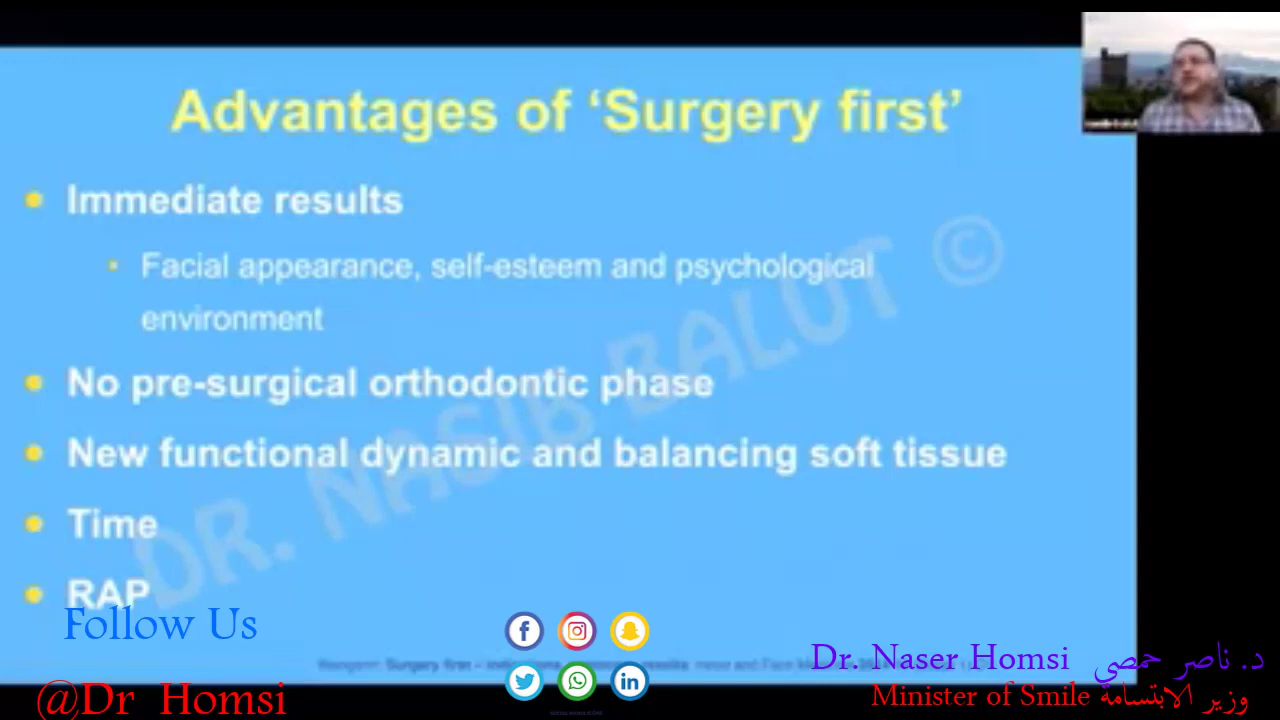 Advantages of ‘Surgery first’
Immediate results
Facial appearance, self-esteem and psychological
environment
No pre-surgical orthodontic phase
New functional dynamic and balancing soft tissue
Time
RAP
DR. NASIB BALUT ©
Follow Us
@Dr Homsi
Dr. Naser Homsi د. ناصر حمصي
Minister of Smile وزير الابتسامة